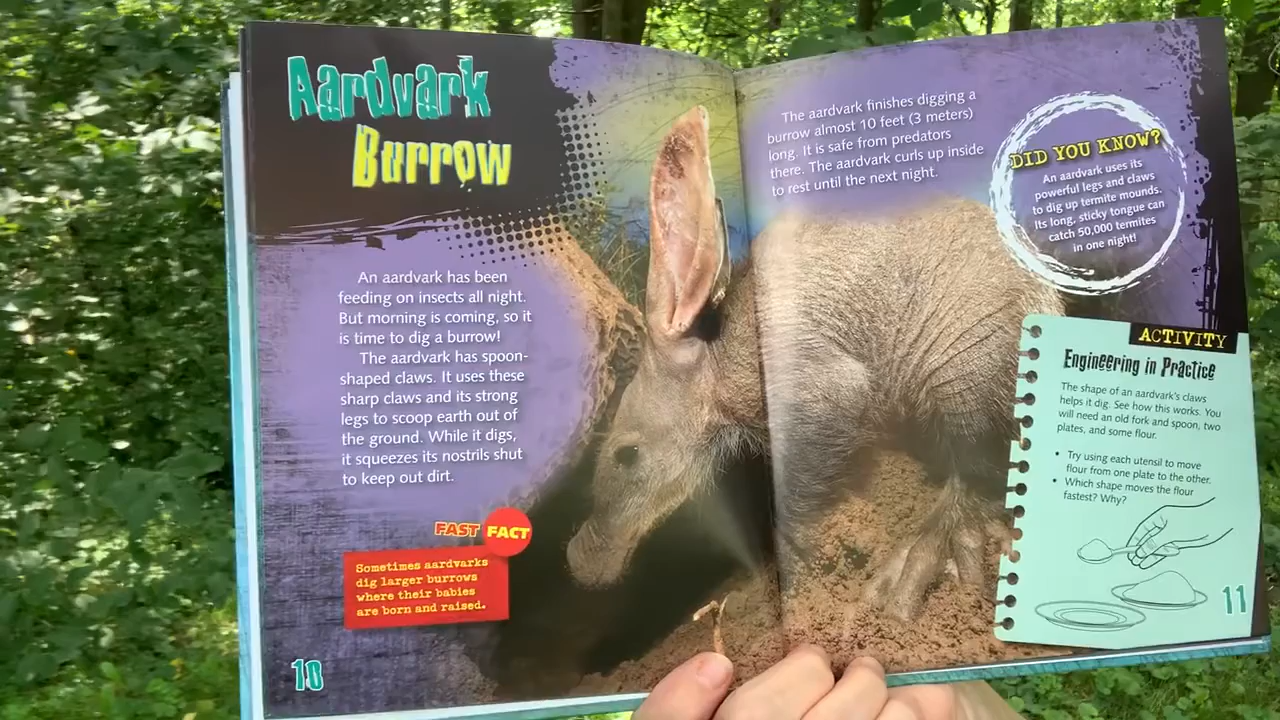 Aardvark
Burrow
An aardvark has been
feeding on insects all night.
But morning is coming, so it
is time to dig a burrow!
The aardvark has spoon-
shaped claws. It uses these
sharp claws and its strong
legs to scoop earth out of
the ground. While it digs,
it squeezes its nostrils shut
to keep out dirt.
FAST FACT
Sometimes aardvarks
dig larger burrows
where their babies
are born and raised.
10
The aardvark finishes digging a
burrow almost 10 feet (3 meters)
long. It is safe from predators
there. The aardvark curls up inside
to rest until the next night.
DID YOU KNOW?
An aardvark uses its
powerful legs and claws
to dig up termite mounds.
Its long, sticky tongue can
catch 50,000 termites
in one night!
ACTIVITY
Engineering in Practice
The shape of an aardvark's claws
helps it dig. See how this works. You
will need an old fork and spoon, two
plates, and some flour.
• Try using each utensil to move
flour from one plate to the other.
• Which shape moves the flour
fastest? Why?
11